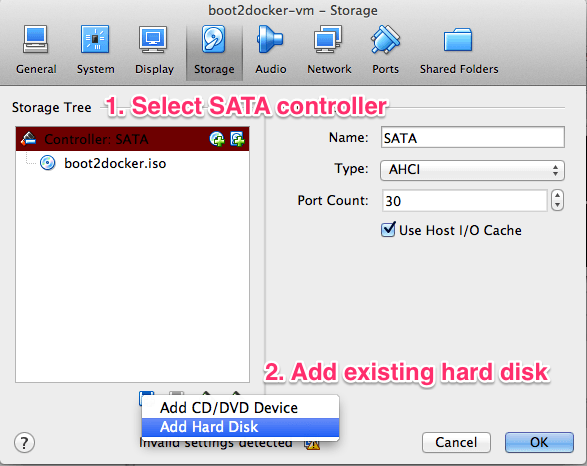 boot2docker-vm – Storage
General System Display Storage Audio Network Ports Shared Folders
Storage Tree
1. Select SATA controller
Controller: SATA
Name: SATA
boot2docker.iso
Type: AHCI
Port Count: 30
Use Host I/O Cache
2. Add existing hard disk
Add CD/DVD Device
Add Hard Disk
Invalid settings detected
? Cancel OK